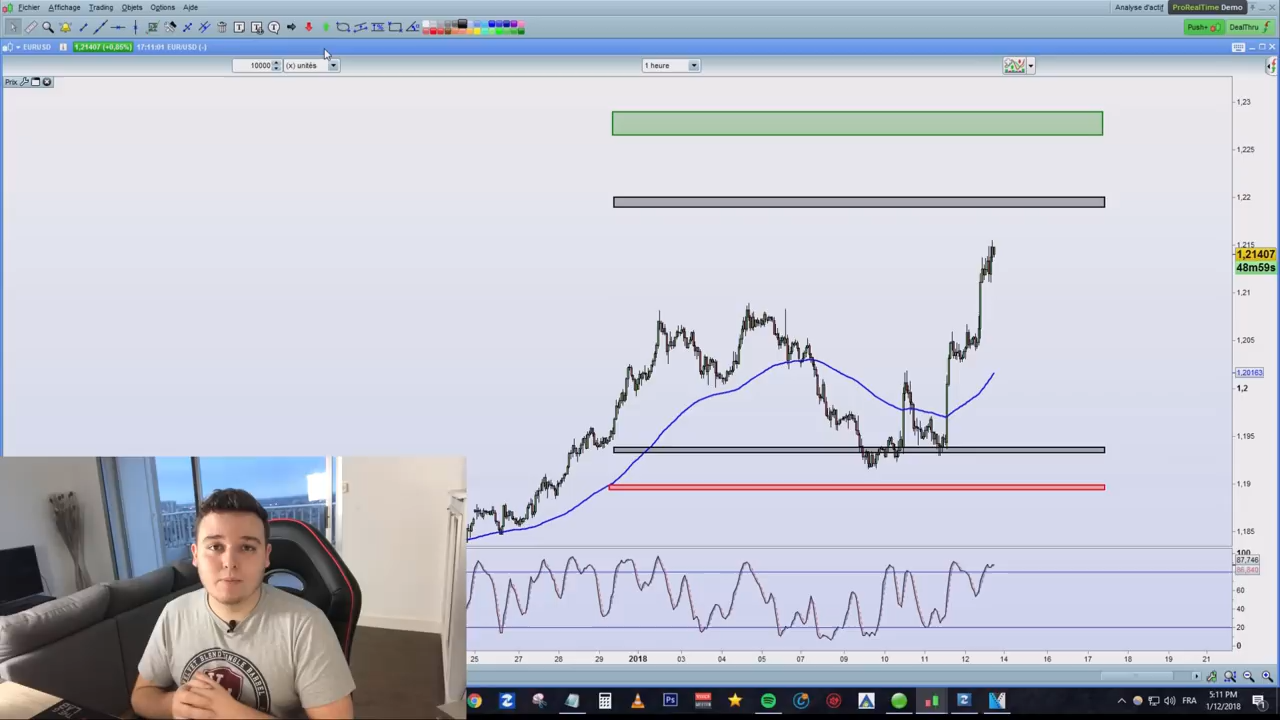 Fichier Affichage Trading Objets Options Aide
Analyse d'actif ProRealTime Demo
Push+ DealThru
EURUSD 1,21407 (+0,85%) 17:11:01 EUR/USD (-)
10000 (x) unités 1 heure
Prix
1,23
1,225
1,22
1,215
1,21407
48m59s
1,21
1,205
1,20163
1,2
1,195
1,19
1,185
100
87,746
60
40
20
0
25 27 29 2018 03 04 05 07 09 10 11 12 14 16 17 18 19 21
FRA 5:11 PM
1/12/2018